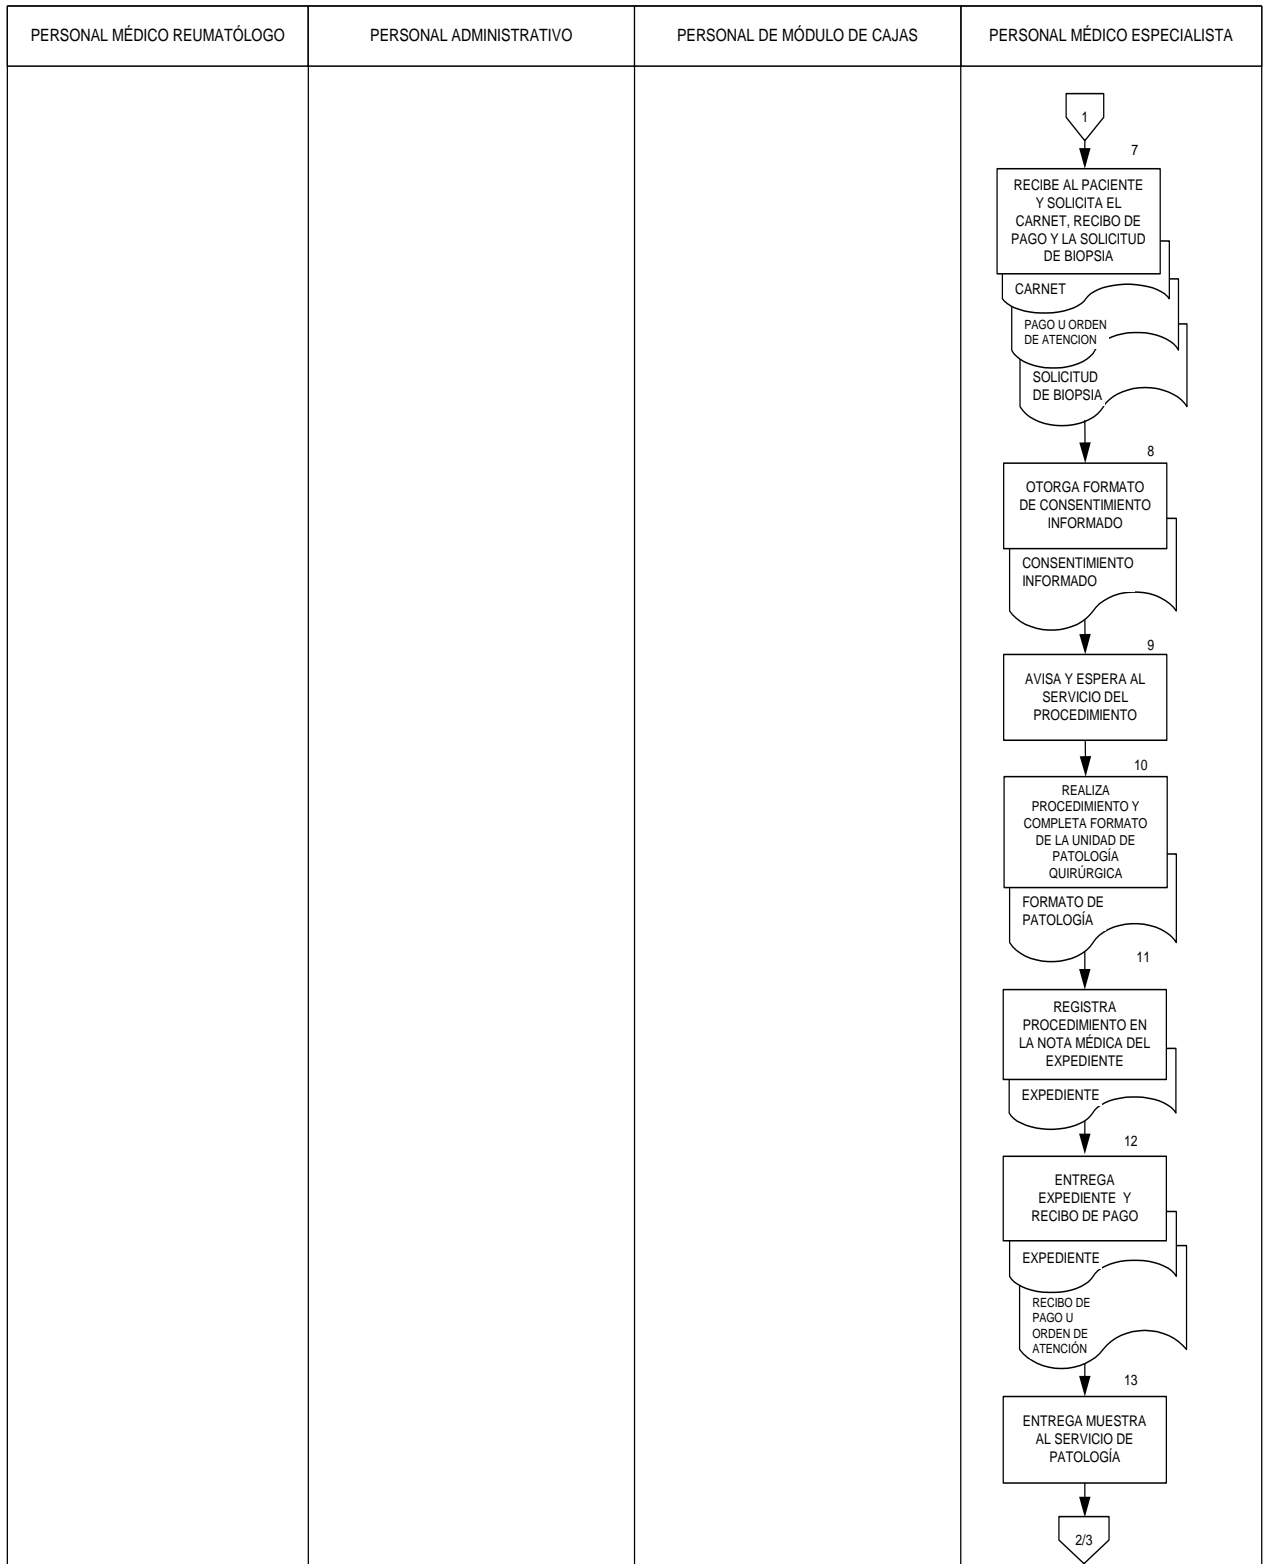 PERSONAL MÉDICO REUMATÓLOGO
PERSONAL ADMINISTRATIVO
PERSONAL DE MÓDULO DE CAJAS
PERSONAL MÉDICO ESPECIALISTA
1
7
RECIBE AL PACIENTE
Y SOLICITA EL
CARNET, RECIBO DE
PAGO Y LA SOLICITUD
DE BIOPSIA
CARNET
PAGO U ORDEN
DE ATENCION
SOLICITUD
DE BIOPSIA
8
OTORGA FORMATO
DE CONSENTIMIENTO
INFORMADO
CONSENTIMIENTO
INFORMADO
9
AVISA Y ESPERA AL
SERVICIO DEL
PROCEDIMIENTO
10
REALIZA
PROCEDIMIENTO Y
COMPLETA FORMATO
DE LA UNIDAD DE
PATOLOGÍA
QUIRÚRGICA
FORMATO DE
PATOLOGÍA
11
REGISTRA
PROCEDIMIENTO EN
LA NOTA MÉDICA DEL
EXPEDIENTE
EXPEDIENTE
12
ENTREGA
EXPEDIENTE Y
RECIBO DE PAGO
EXPEDIENTE
RECIBO DE
PAGO U
ORDEN DE
ATENCIÓN
13
ENTREGA MUESTRA
AL SERVICIO DE
PATOLOGÍA
2/3